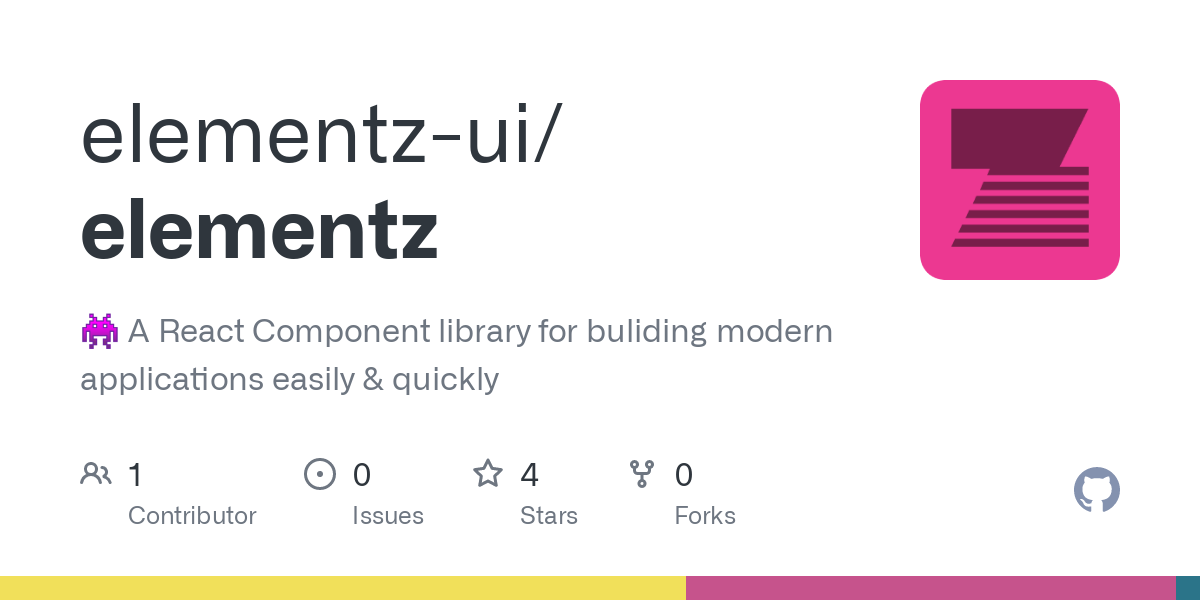 elementz-ui/
elementz
👾 A React Component library for buliding modern
applications easily & quickly
1
Contributor
0
Issues
4
Stars
0
Forks